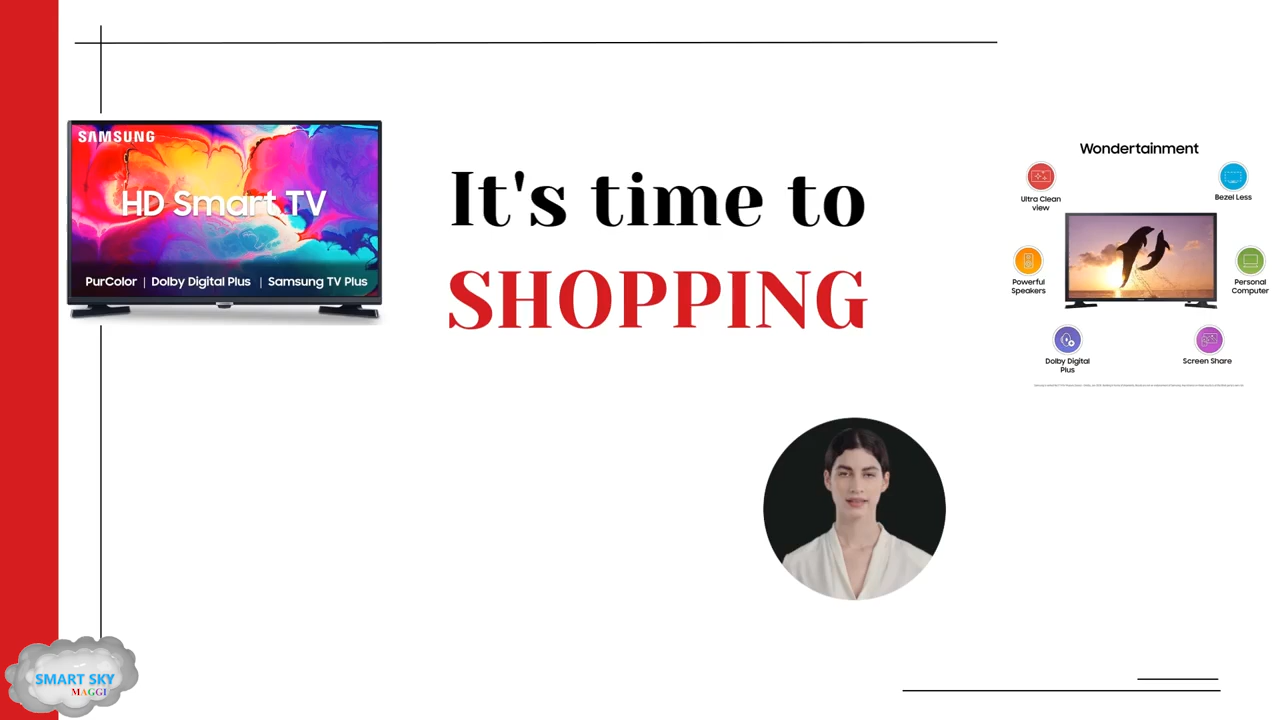 SAMSUNG
HD Smart TV
PurColor | Dolby Digital Plus | Samsung TV Plus
It's time to
SHOPPING
Wondertainment
Ultra Clean
view
Bezel Less
Powerful
Speakers
Personal
Computer
Dolby Digital
Plus
Screen Share
SMART SKY
MAGGI